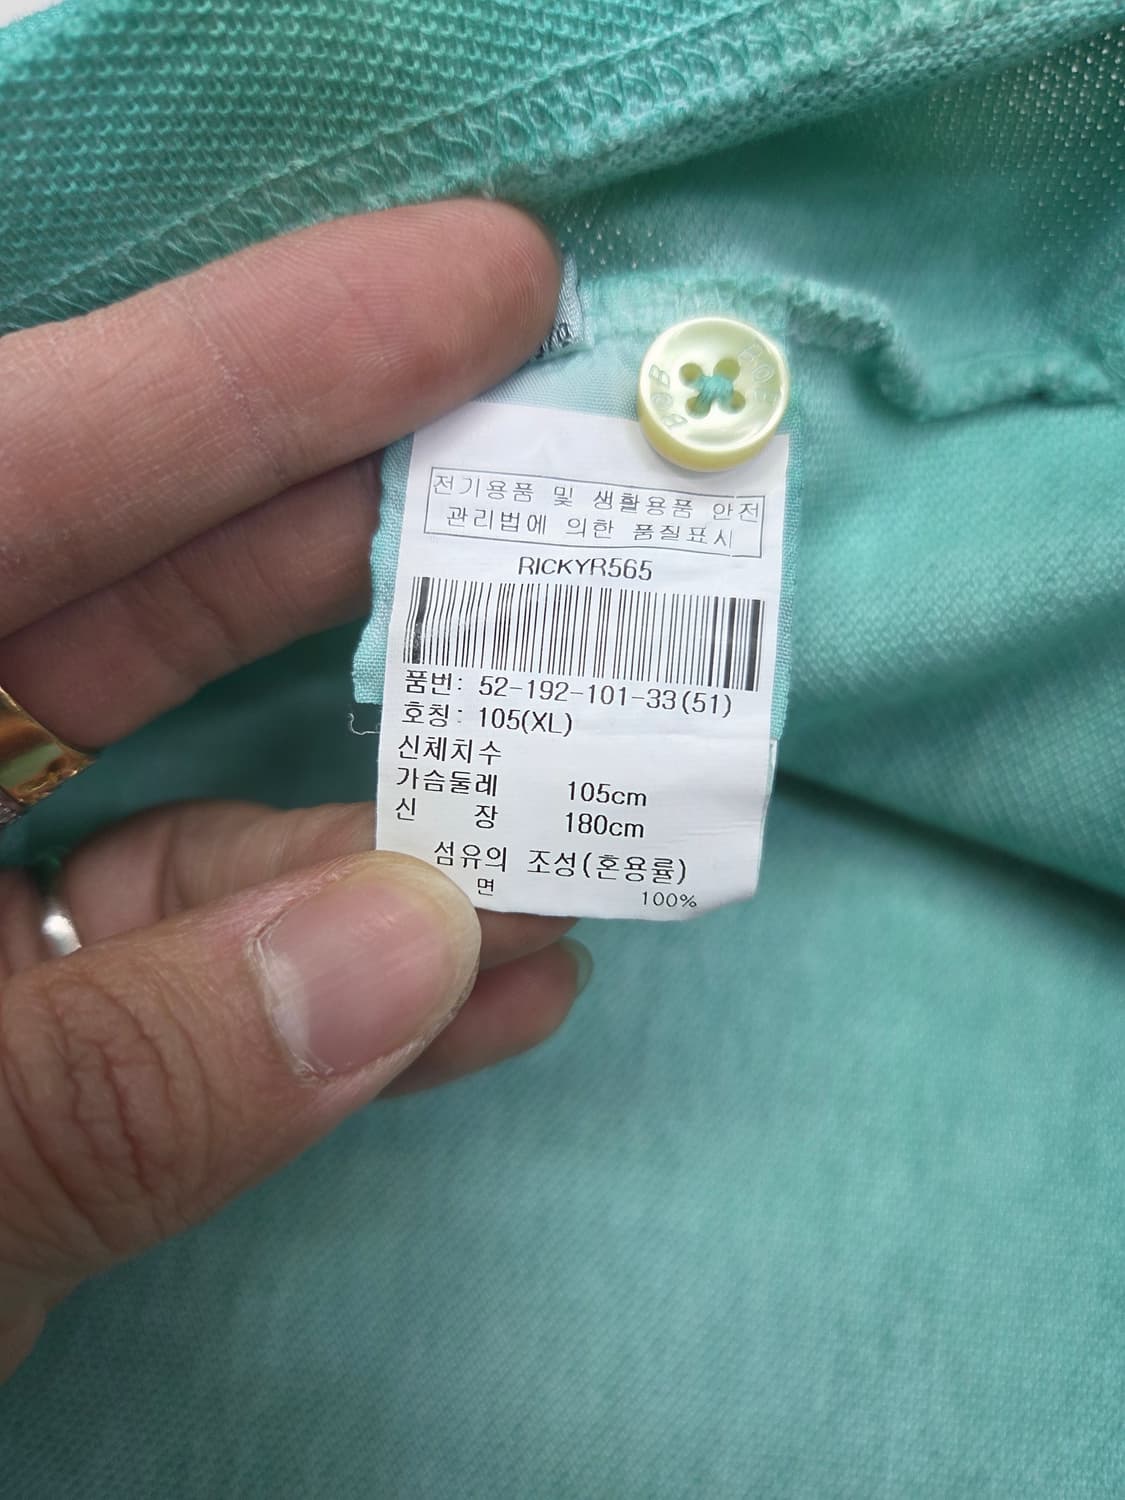 BOB
전기용품 및 생활용품 안전
관리법에 의한 품질표시
RICKYR565
품번: 52-192-101-33(51)
호칭: 105(XL)
신체치수
가슴둘레 105cm
신 장 180cm
섬유의 조성(혼용률)
면 100%